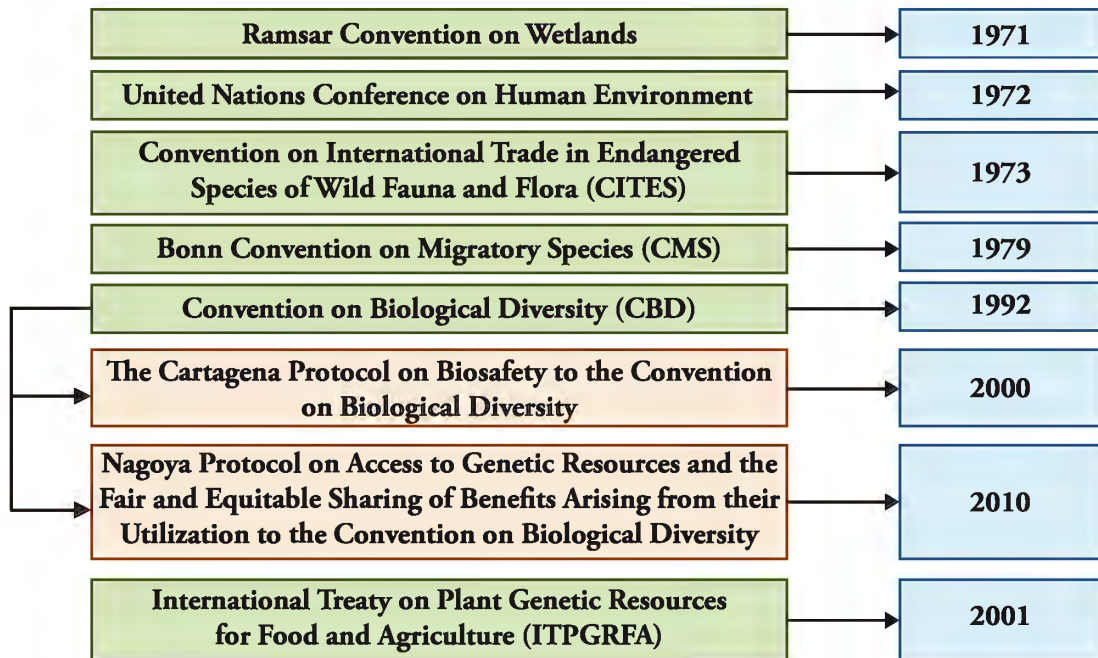 Ramsar Convention on Wetlands
1971
United Nations Conference on Human Environment
1972
Convention on International Trade in Endangered
Species of Wild Fauna and Flora (CITES)
1973
Bonn Convention on Migratory Species (CMS)
1979
Convention on Biological Diversity (CBD)
1992
The Cartagena Protocol on Biosafety to the Convention
on Biological Diversity
2000
Nagoya Protocol on Access to Genetic Resources and the
Fair and Equitable Sharing of Benefits Arising from their
Utilization to the Convention on Biological Diversity
2010
International Treaty on Plant Genetic Resources
for Food and Agriculture (ITPGRFA)
2001